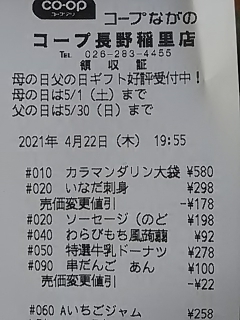 CO-OP コープながの
コープ ながの
コープ長野稲里店
TEL 026-283-4455
領収証
母の日父の日ギフト好評受付中!
母の日は5/1(土)まで
父の日は5/30(日)まで
2021年 4月22日(木) 19:55
#010 カラマンダリン大袋 ¥580
#020 いなだ刺身 ¥298
売価変更値引 -¥178
#020 ソーセージ(のど ¥198
#040 わらびもち風蒟蒻 ¥92
#050 特選牛乳ドーナツ ¥278
#090 串だんご あん ¥100
売価変更値引 -¥22
#060 Aいちごジャム ¥258